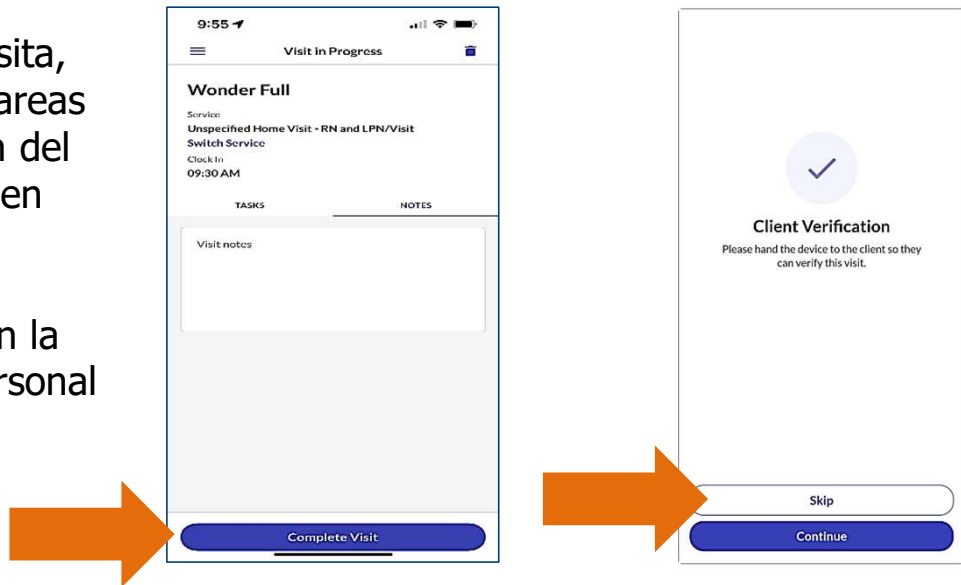 sita,
areas
del
en
n la
rsonal
9:55
Visit in Progress
Wonder Full
Service
Unspecified Home Visit - RN and LPN/Visit
Switch Service
Clock In
09:30 AM
TASKS NOTES
Visit notes
Complete Visit
Client Verification
Please hand the device to the client so they
can verify this visit.
Skip
Continue